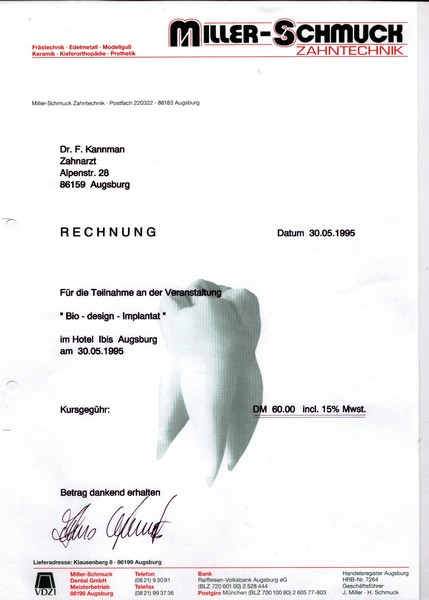 MILLER-SCHMUCK
ZAHNTECHNIK
Frästechnik · Edelmetall · Modellguß
Keramik · Kieferorthopädie · Prothetik
Miller-Schmuck Zahntechnik · Postfach 220322 · 86183 Augsburg
Dr. F. Kannman
Zahnarzt
Alpenstr. 28
86159 Augsburg
RECHNUNG Datum 30.05.1995
Für die Teilnahme an der Veranstaltung
" Bio - design - Implantat "
im Hotel Ibis Augsburg
am 30.05.1995
Kursgegühr: DM 60.00 incl. 15% Mwst.
Betrag dankend erhalten
Lieferadresse: Klausenberg 8 - 86199 Augsburg
VDZI
Miller-Schmuck
Dental GmbH
Meisterbetrieb
86199 Augsburg
Telefon
(08 21) 9 30 81
Telefax
(08 21) 99 37 36
Bank
Raiffeisen-Volksbank Augsburg eG
(BLZ 720 601 00) 2 528 444
Postgiro München (BLZ 700 100 80) 2 605 77-803
Handelsregister Augsburg
HRB-Nr. 7264
Geschäftsführer
J. Miller · H. Schmuck